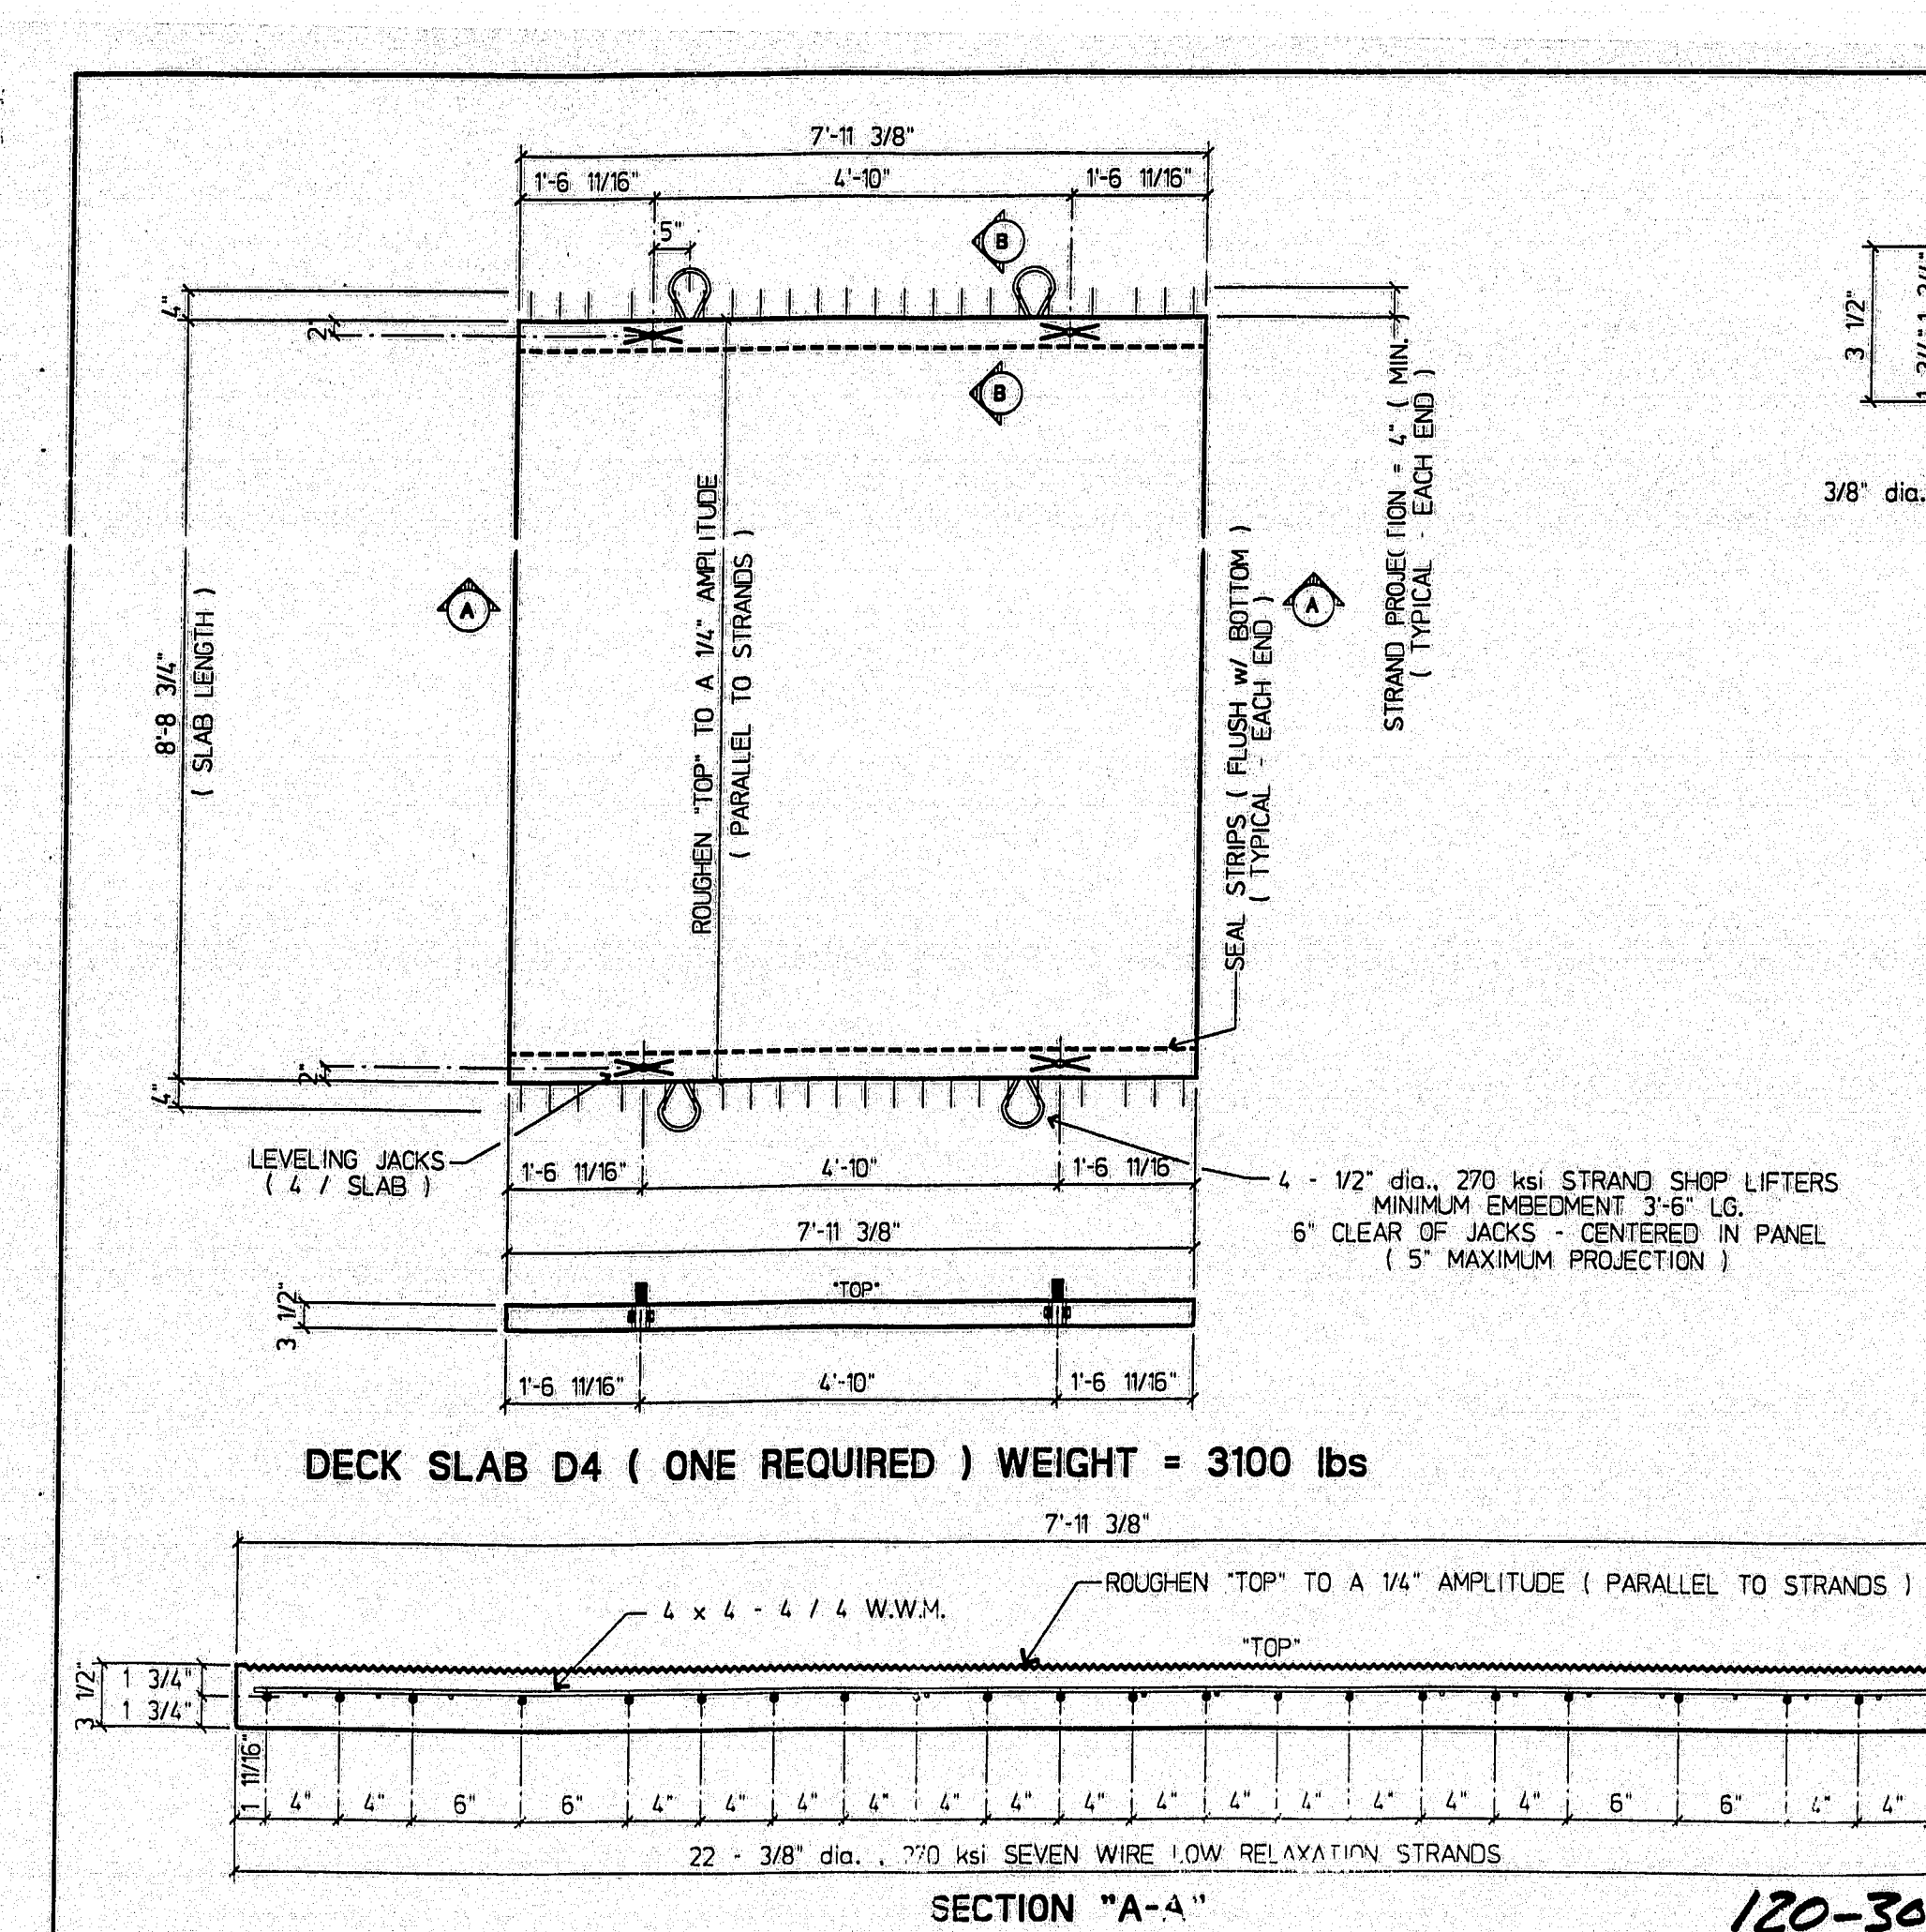 7'-11 3/8"
1'-6 11/16" 4'-10" 1'-6 11/16"
5"
B
4"
2"
B
3 1/2"
3/8" dia.
STRAND PROJECTION = 4" ( MIN.
( TYPICAL - EACH END )
ROUGHEN "TOP" TO A 1/4" AMPLITUDE
( PARALLEL TO STRANDS )
A
A
8'-8 3/4"
( SLAB LENGTH )
SEAL STRIPS ( FLUSH w/ BOTTOM )
( TYPICAL - EACH END )
2"
4"
LEVELING JACKS
( 4 / SLAB )
1'-6 11/16" 4'-10" 1'-6 11/16"
4 - 1/2" dia., 270 ksi STRAND SHOP LIFTERS
MINIMUM EMBEDMENT 3'-6" LG.
6" CLEAR OF JACKS - CENTERED IN PANEL
( 5" MAXIMUM PROJECTION )
7'-11 3/8"
"TOP"
3 1/2"
1'-6 11/16" 4'-10" 1'-6 11/16"
DECK SLAB D4 ( ONE REQUIRED ) WEIGHT = 3100 lbs
7'-11 3/8"
ROUGHEN "TOP" TO A 1/4" AMPLITUDE ( PARALLEL TO STRANDS )
4 x 4 - 4 / 4 W.W.M.
"TOP"
3 1/2"
1 3/4"
1 3/4"
1 11/16" 4" 4" 6" 6" 4" 4" 4" 4" 4" 4" 4" 4" 4" 4" 4" 4" 4" 6" 6" 4" 4"
22 - 3/8" dia. , 270 ksi SEVEN WIRE LOW RELAXATION STRANDS
SECTION "A-A"
120-30